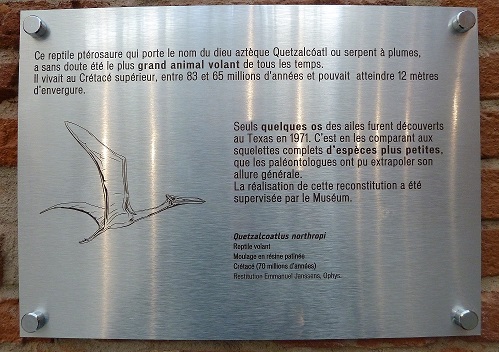 Ce reptile ptérosaure qui porte le nom du dieu aztèque Quetzalcóatl ou serpent à plumes,
a sans doute été le plus grand animal volant de tous les temps.
Il vivait au Crétacé supérieur, entre 83 et 65 millions d'années et pouvait atteindre 12 mètres
d'envergure.
Seuls quelques os des ailes furent découverts
au Texas en 1971. C'est en les comparant aux
squelettes complets d'espèces plus petites,
que les paléontologues ont pu extrapoler son
allure générale.
La réalisation de cette reconstitution a été
supervisée par le Muséum.
Quetzalcoatlus northropi
Reptile volant
Moulage en résine patinée
Crétacé (70 millions d'années)
Restitution Emmanuel Janssens, Ophys.